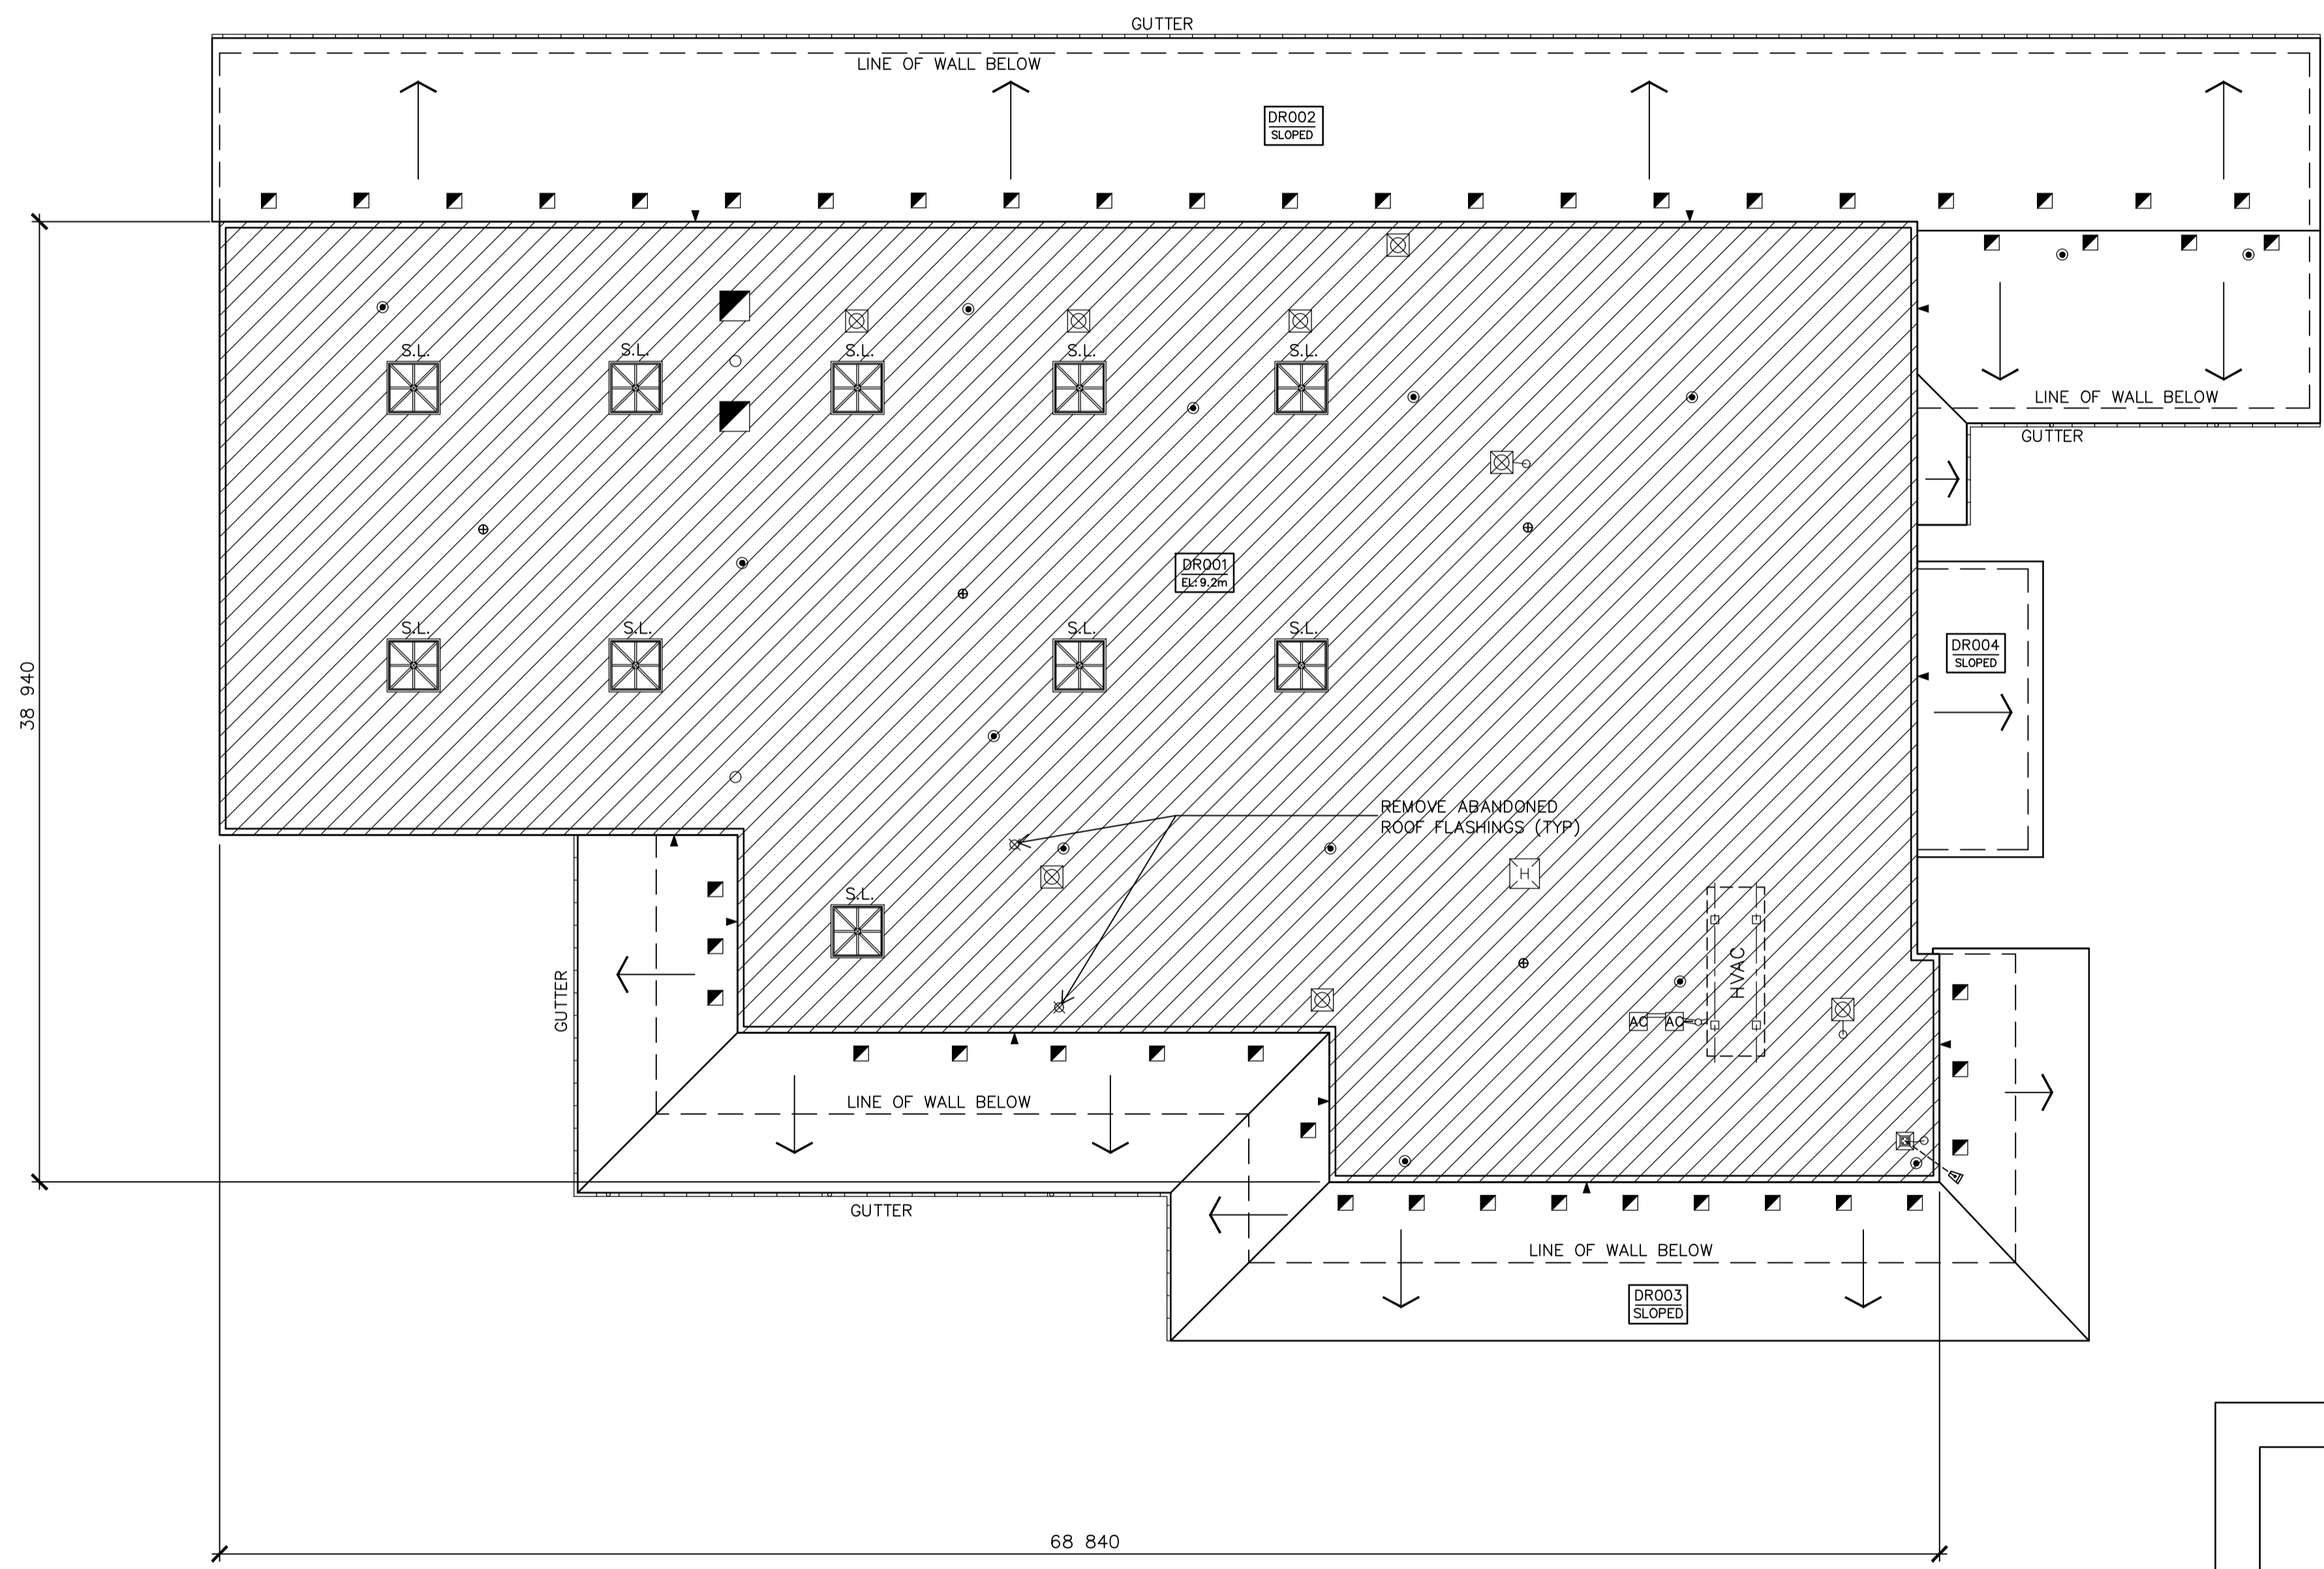 GUTTER
LINE OF WALL BELOW
DR002
SLOPED
S.L.
S.L.
S.L.
S.L.
S.L.
LINE OF WALL BELOW
GUTTER
DR001
EL: 9.2m
S.L.
S.L.
S.L.
S.L.
DR004
SLOPED
38 940
REMOVE ABANDONED
ROOF FLASHINGS (TYP)
H
S.L.
HVAC
GUTTER
AC
AC
LINE OF WALL BELOW
GUTTER
LINE OF WALL BELOW
DR003
SLOPED
68 840